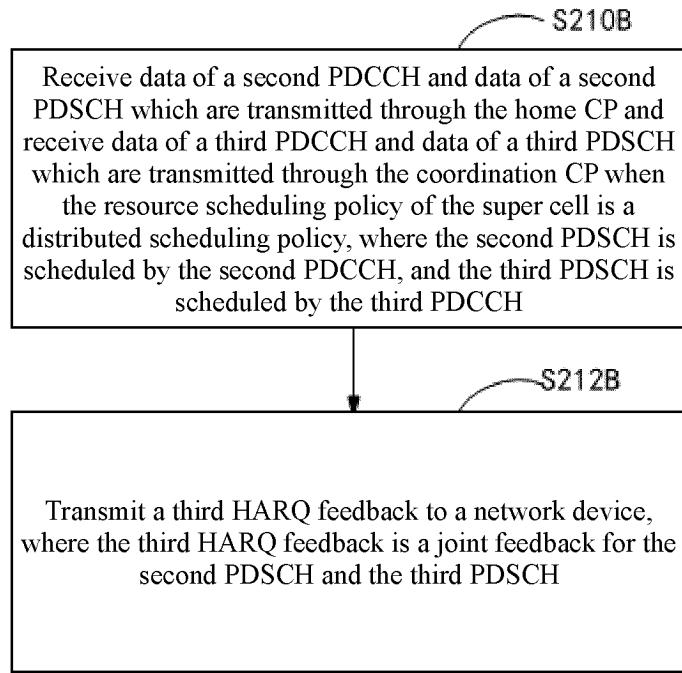 S210B
Receive data of a second PDCCH and data of a second
PDSCH which are transmitted through the home CP and
receive data of a third PDCCH and data of a third PDSCH
which are transmitted through the coordination CP when
the resource scheduling policy of the super cell is a
distributed scheduling policy, where the second PDSCH is
scheduled by the second PDCCH, and the third PDSCH is
scheduled by the third PDCCH
S212B
Transmit a third HARQ feedback to a network device,
where the third HARQ feedback is a joint feedback for the
second PDSCH and the third PDSCH